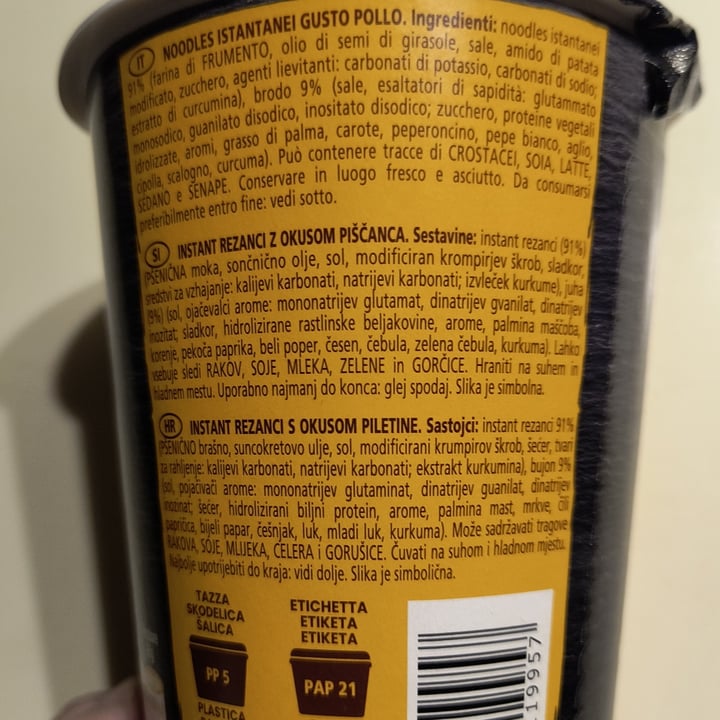 IT NOODLES ISTANTANEI GUSTO POLLO. Ingredienti: noodles istantanei
91% (farina di FRUMENTO, olio di semi di girasole, sale, amido di patata
modificato, zucchero, agenti lievitanti: carbonati di potassio, carbonati di sodio;
estratto di curcumina), brodo 9% (sale, esaltatori di sapidità: glutammato
monosodico, guanilato disodico, inositato disodico; zucchero, proteine vegetali
idrolizzate, aromi, grasso di palma, carote, peperoncino, pepe bianco, aglio,
cipolla, scalogno, curcuma). Può contenere tracce di CROSTACEI, SOIA, LATTE,
SEDANO e SENAPE. Conservare in luogo fresco e asciutto. Da consumarsi
preferibilmente entro fine: vedi sotto.
SI INSTANT REZANCI Z OKUSOM PIŠČANCA. Sestavine: instant rezanci (91%)
(PŠENIČNA moka, sončnično olje, sol, modificiran krompirjev škrob, sladkor,
sredstvi za vzhajanje: kalijevi karbonati, natrijevi karbonati; izvleček kurkume), juha
(9%) (sol, ojačevalci arome: mononatrijev glutamat, dinatrijev gvanilat, dinatrijev
inozitat; sladkor, hidrolizirane rastlinske beljakovine, arome, palmina maščoba,
korenje, pekoča paprika, beli poper, česen, čebula, zelena čebula, kurkuma). Lahko
vsebuje sledi RAKOV, SOJE, MLEKA, ZELENE in GORČICE. Hraniti na suhem in
hladnem mestu. Uporabno najmanj do konca: glej spodaj. Slika je simbolna.
HR INSTANT REZANCI S OKUSOM PILETINE. Sastojci: instant rezanci 91%
(PŠENIČNO brašno, suncokretovo ulje, sol, modificirani krumpirov škrob, šećer, tvari
za rahljenje: kalijevi karbonati, natrijevi karbonati; ekstrakt kurkumina), bujon 9%
(sol, pojačivači arome: mononatrijev glutaminat, dinatrijev guanilat, dinatrijev
inozinat; šećer, hidrolizirani biljni protein, arome, palmina mast, mrkve, čili
papričica, bijeli papar, češnjak, luk, mladi luk, kurkuma). Može sadržavati tragove
RAKOVA, SOJE, MLIJEKA, CELERA i GORUŠICE. Čuvati na suhom i hladnom mjestu.
Najbolje upotrijebiti do kraja: vidi dolje. Slika je simbolična.
TAZZA
SKODELICA
ŠALICA
PP 5
PLASTICA
ETICHETTA
ETIKETA
ETIKETA
PAP 21
19957